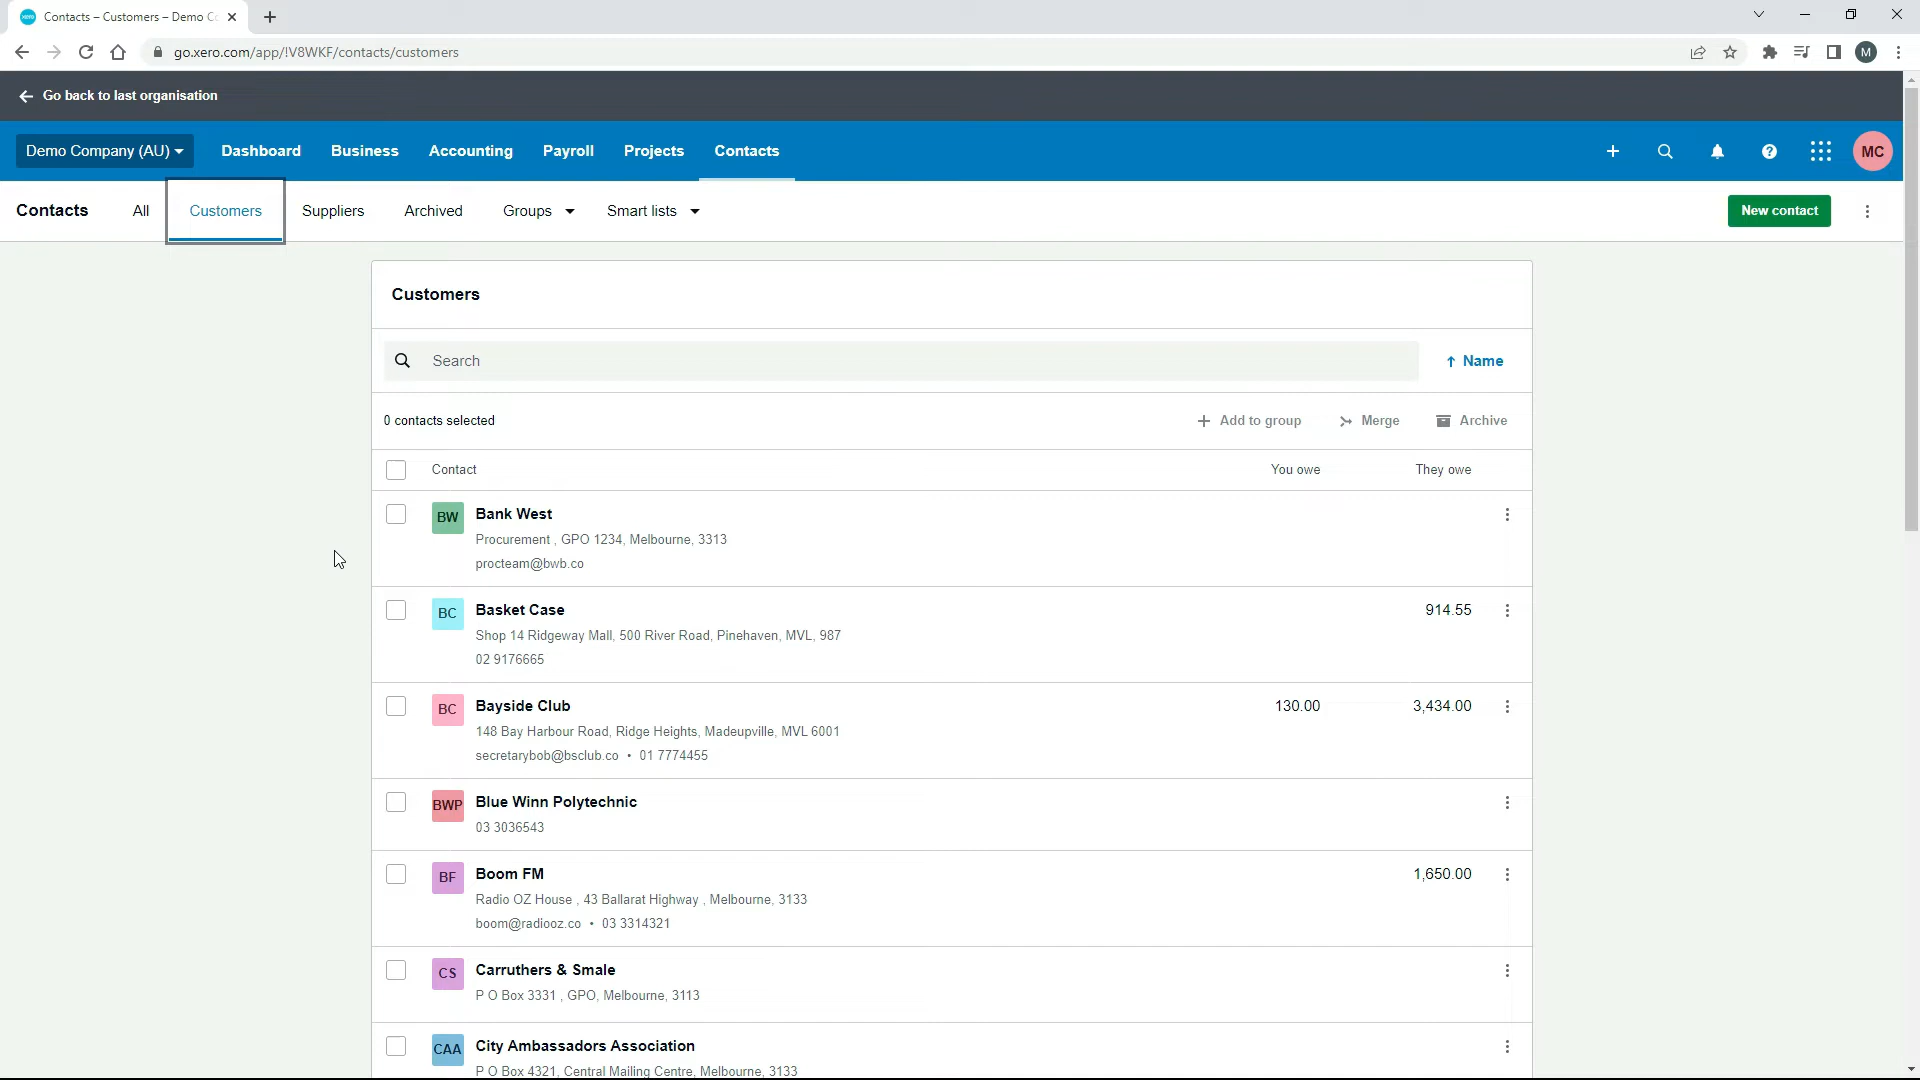 Contacts – Customers – Demo Co
go.xero.com/app/!V8WKF/contacts/customers
M
Go back to last organisation
Demo Company (AU)
Dashboard
Business
Accounting
Payroll
Projects
Contacts
MC
Contacts
All
Customers
Suppliers
Archived
Groups
Smart lists
New contact
Customers
Search
Name
0 contacts selected
Add to group
Merge
Archive
Contact
You owe
They owe
BW
Bank West
Procurement , GPO 1234, Melbourne, 3313
procteam@bwb.co
BC
Basket Case
914.55
Shop 14 Ridgeway Mall, 500 River Road, Pinehaven, MVL, 987
02 9176665
BC
Bayside Club
130.00
3,434.00
148 Bay Harbour Road, Ridge Heights, Madeupville, MVL 6001
secretarybob@bsclub.co • 01 7774455
BWP
Blue Winn Polytechnic
03 3036543
BF
Boom FM
1,650.00
Radio OZ House , 43 Ballarat Highway , Melbourne, 3133
boom@radiooz.co • 03 3314321
CS
Carruthers & Smale
P O Box 3331 , GPO, Melbourne, 3113
CAA
City Ambassadors Association
P O Box 4321, Central Mailing Centre, Melbourne, 3133